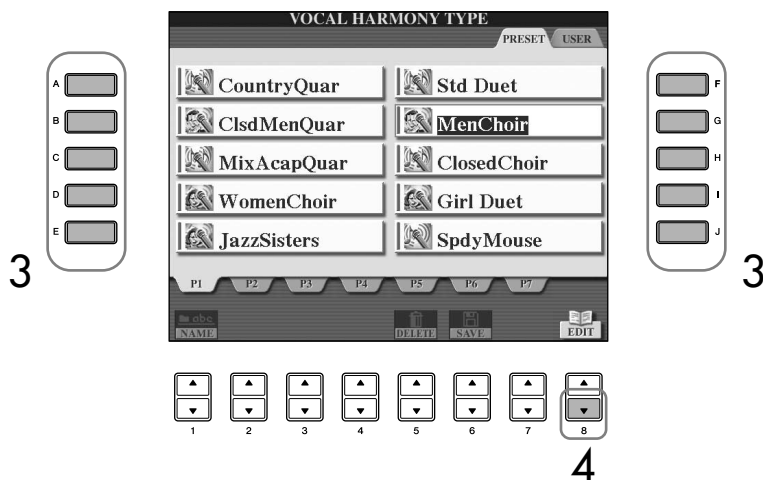 VOCAL HARMONY TYPE
PRESET USER
A CountryQuar Std Duet F
B ClsdMenQuar MenChoir G
C MixAcapQuar ClosedChoir H
D WomenChoir Girl Duet I
E JazzSisters SpdyMouse J
3 3
P1 P2 P3 P4 P5 P6 P7
abc
NAME DELETE SAVE EDIT
1 2 3 4 5 6 7 8
4